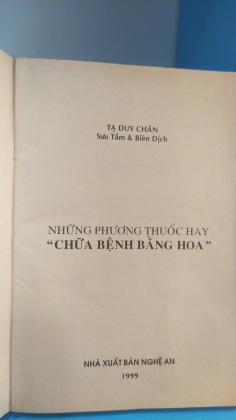 TẠ DUY CHÂN
Sưu Tầm & Biên Dịch
NHỮNG PHƯƠNG THUỐC HAY
“CHỮA BỆNH BẰNG HOA”
NHÀ XUẤT BẢN NGHỆ AN
1999